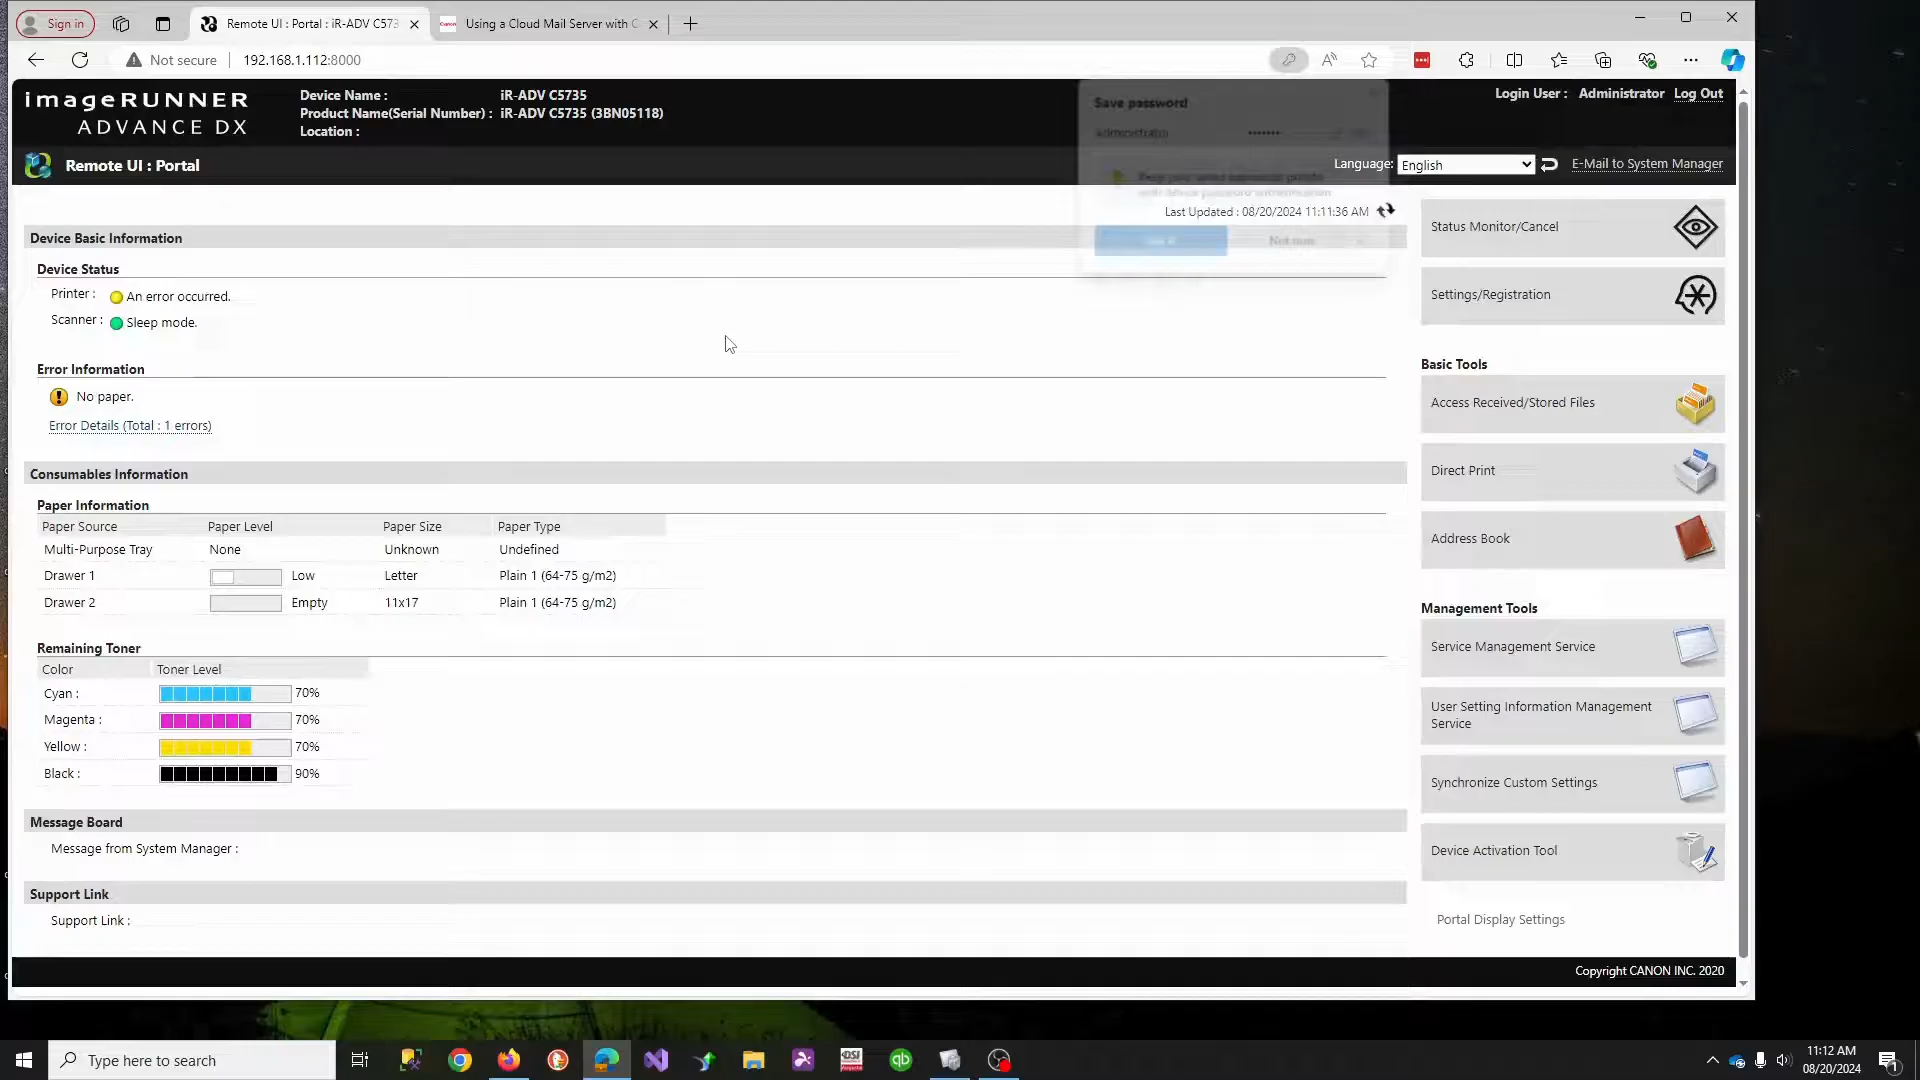 Sign in
Remote UI : Portal : iR-ADV C573
Using a Cloud Mail Server with C
Not secure
192.168.1.112:8000
imageRUNNER
ADVANCE DX
Device Name : iR-ADV C5735
Product Name(Serial Number) : iR-ADV C5735 (3BN05118)
Location :
Login User : Administrator Log Out
Save password
Administrator
Remote UI : Portal
Language: English
E-Mail to System Manager
Last Updated : 08/20/2024 11:11:36 AM
Not now
Device Basic Information
Device Status
Printer : An error occurred.
Scanner : Sleep mode.
Error Information
No paper.
Error Details (Total : 1 errors)
Consumables Information
Paper Information
Paper Source Paper Level Paper Size Paper Type
Multi-Purpose Tray None Unknown Undefined
Drawer 1 Low Letter Plain 1 (64-75 g/m2)
Drawer 2 Empty 11x17 Plain 1 (64-75 g/m2)
Remaining Toner
Color Toner Level
Cyan : 70%
Magenta : 70%
Yellow : 70%
Black : 90%
Message Board
Message from System Manager :
Support Link
Support Link :
Status Monitor/Cancel
Settings/Registration
Basic Tools
Access Received/Stored Files
Direct Print
Address Book
Management Tools
Service Management Service
User Setting Information Management
Service
Synchronize Custom Settings
Device Activation Tool
Portal Display Settings
Copyright CANON INC. 2020
Type here to search
11:12 AM
08/20/2024
1